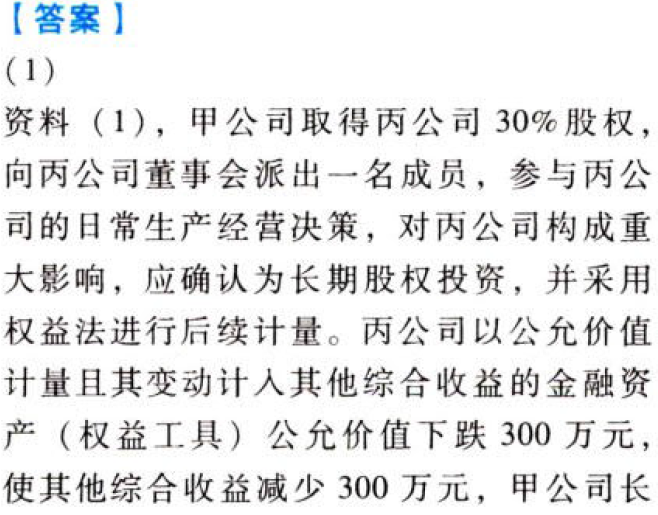 【答案】
(1)
资料（1），甲公司取得丙公司 30%股权，
向丙公司董事会派出一名成员，参与丙公
司的日常生产经营决策，对丙公司构成重
大影响，应确认为长期股权投资，并采用
权益法进行后续计量。丙公司以公允价值
计量且其变动计入其他综合收益的金融资
产（权益工具）公允价值下跌 300 万元，
使其他综合收益减少 300 万元，甲公司长